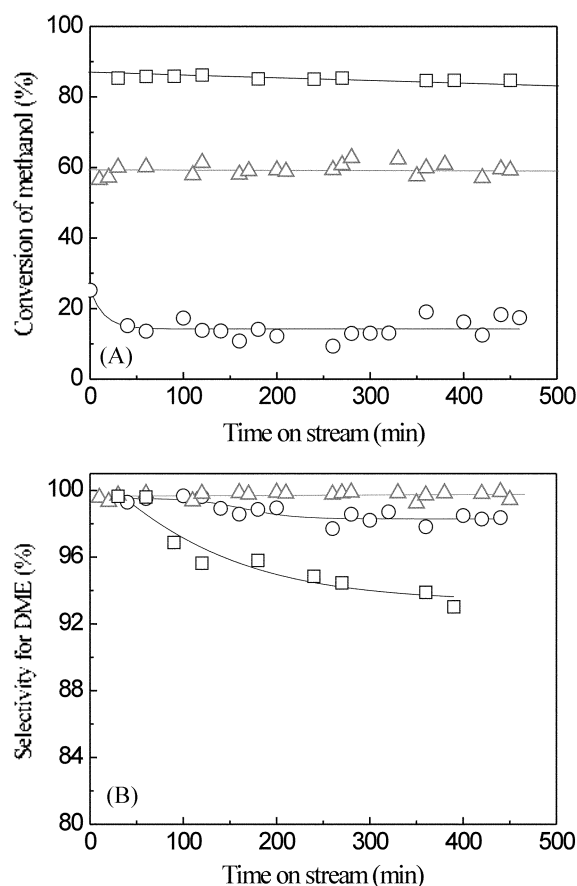 100
80
60
40
20
0
Conversion of methanol (%)
(A)
0 100 200 300 400 500
Time on stream (min)
100
96
92
88
84
80
Selectivity for DME (%)
(B)
0 100 200 300 400 500
Time on stream (min)